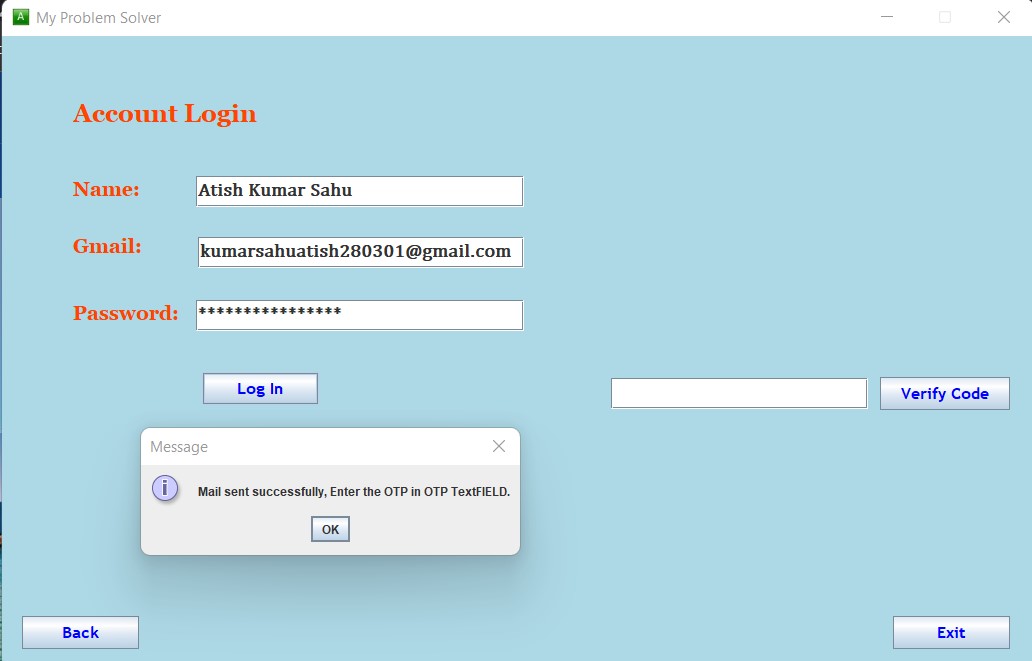 A
My Problem Solver
Account Login
Name: Atish Kumar Sahu
Gmail: kumarsahuatish280301@gmail.com
Password: ****************
Log In
Verify Code
Message
i
Mail sent successfully, Enter the OTP in OTP TextFIELD.
OK
Back
Exit